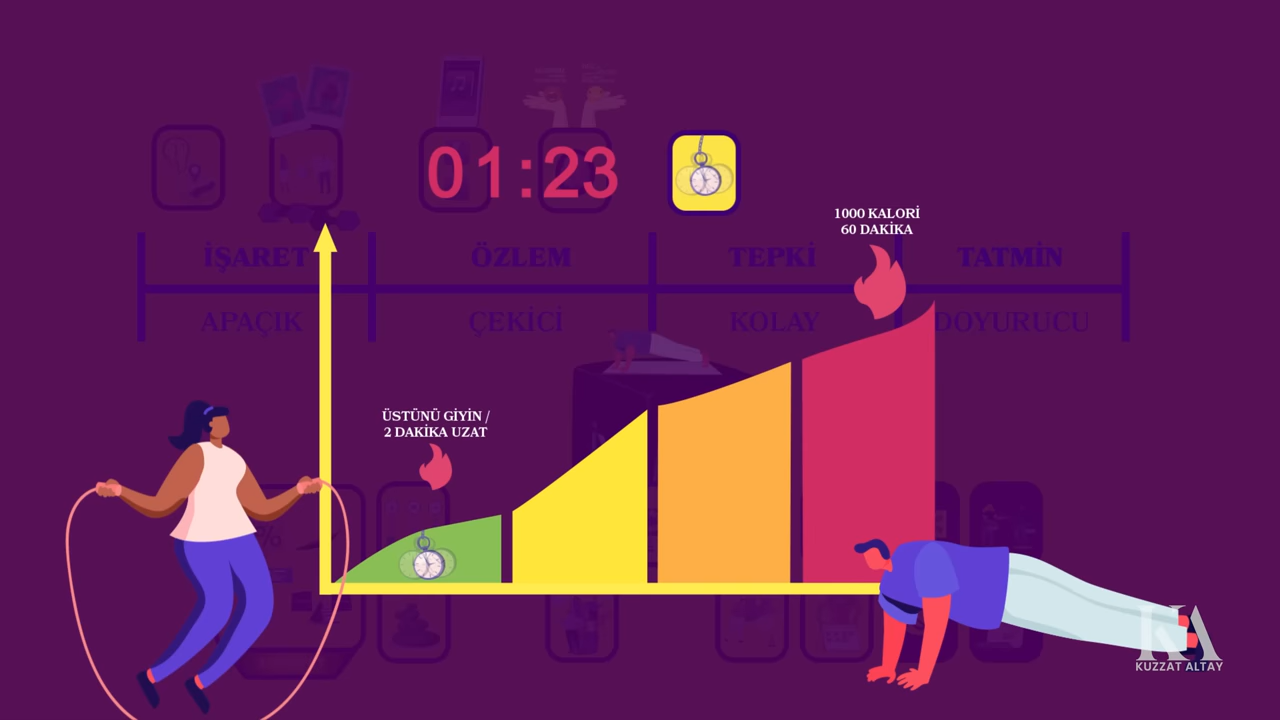 01:23
1000 KALORİ
60 DAKİKA
İŞARET
ÖZLEM
TEPKİ
TATMİN
APAÇIK
ÇEKİCİ
KOLAY
DOYURUCU
ÜSTÜNÜ GİYİN /
2 DAKİKA UZAT
KA
KUZZAT ALTAY